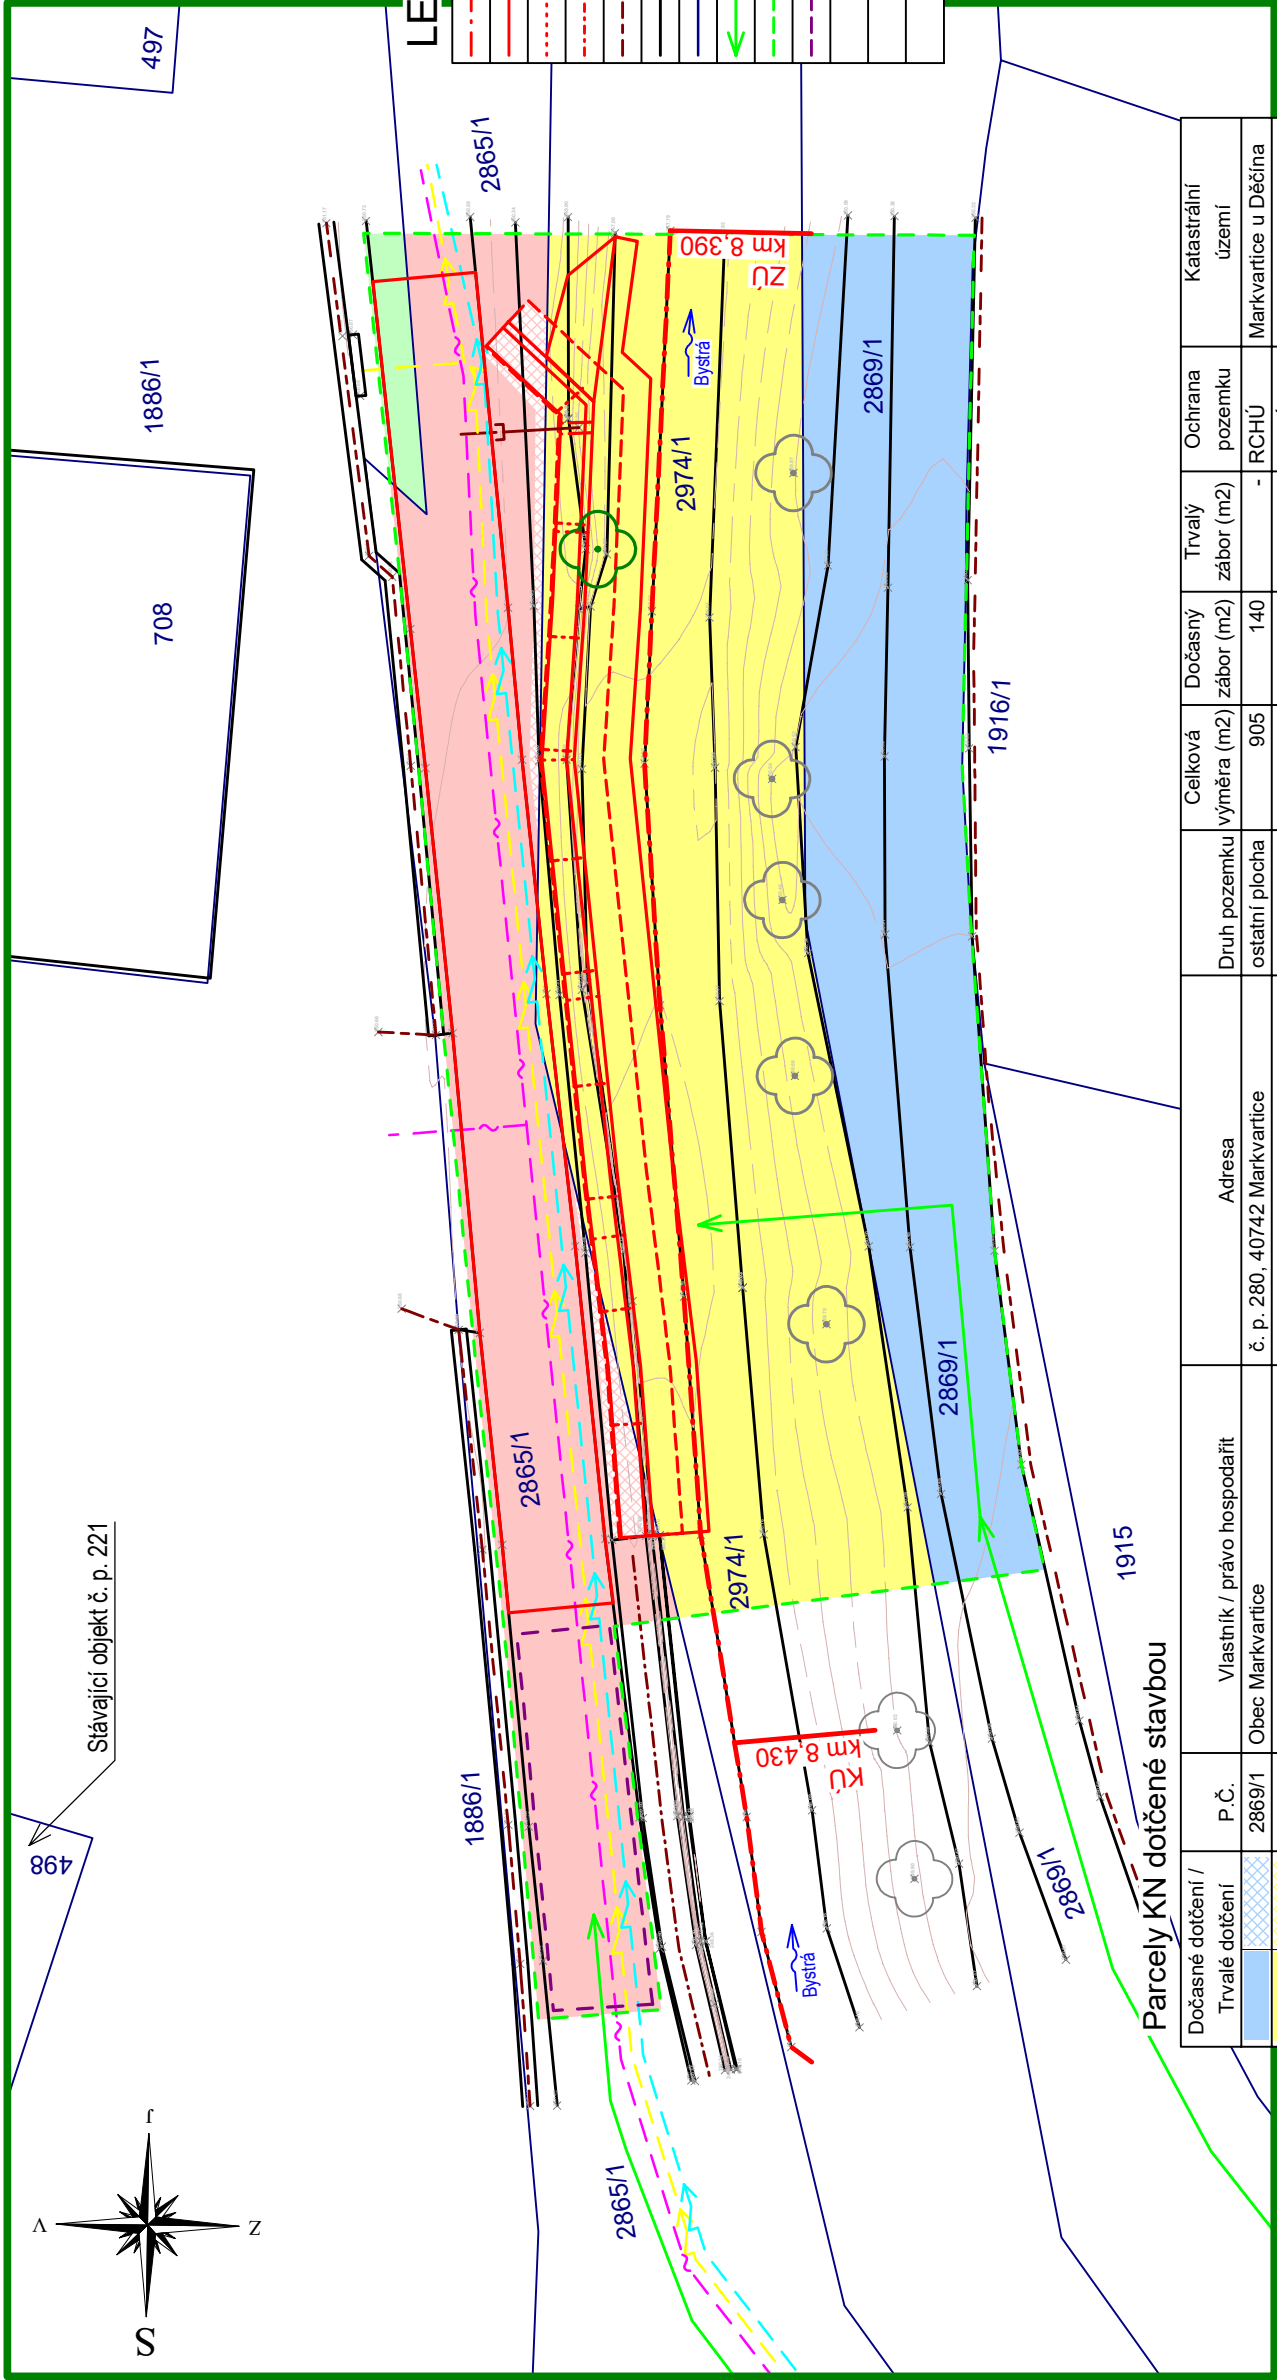 LE
497
1886/1
708
2865/1
km 8,390
ZÚ
Bystrá
2974/1
2869/1
1916/1
Stávající objekt č. p. 221
498
1886/1
2865/1
2974/1
2869/1
1915
km 8,430
KÚ
Bystrá
2869/1
2865/1
S
J
V
Z
Parcely KN dotčené stavbou
Dočasné dotčení /
Trvalé dotčení
P.Č.
Vlastník / právo hospodařit
Adresa
Druh pozemku
Celková
výměra (m2)
Dočasný
zábor (m2)
Trvalý
zábor (m2)
Ochrana
pozemku
Katastrální
území
2869/1 Obec Markvartice č. p. 280, 40742 Markvartice ostatní plocha 905 140 - RCHÚ Markvartice u Děčína